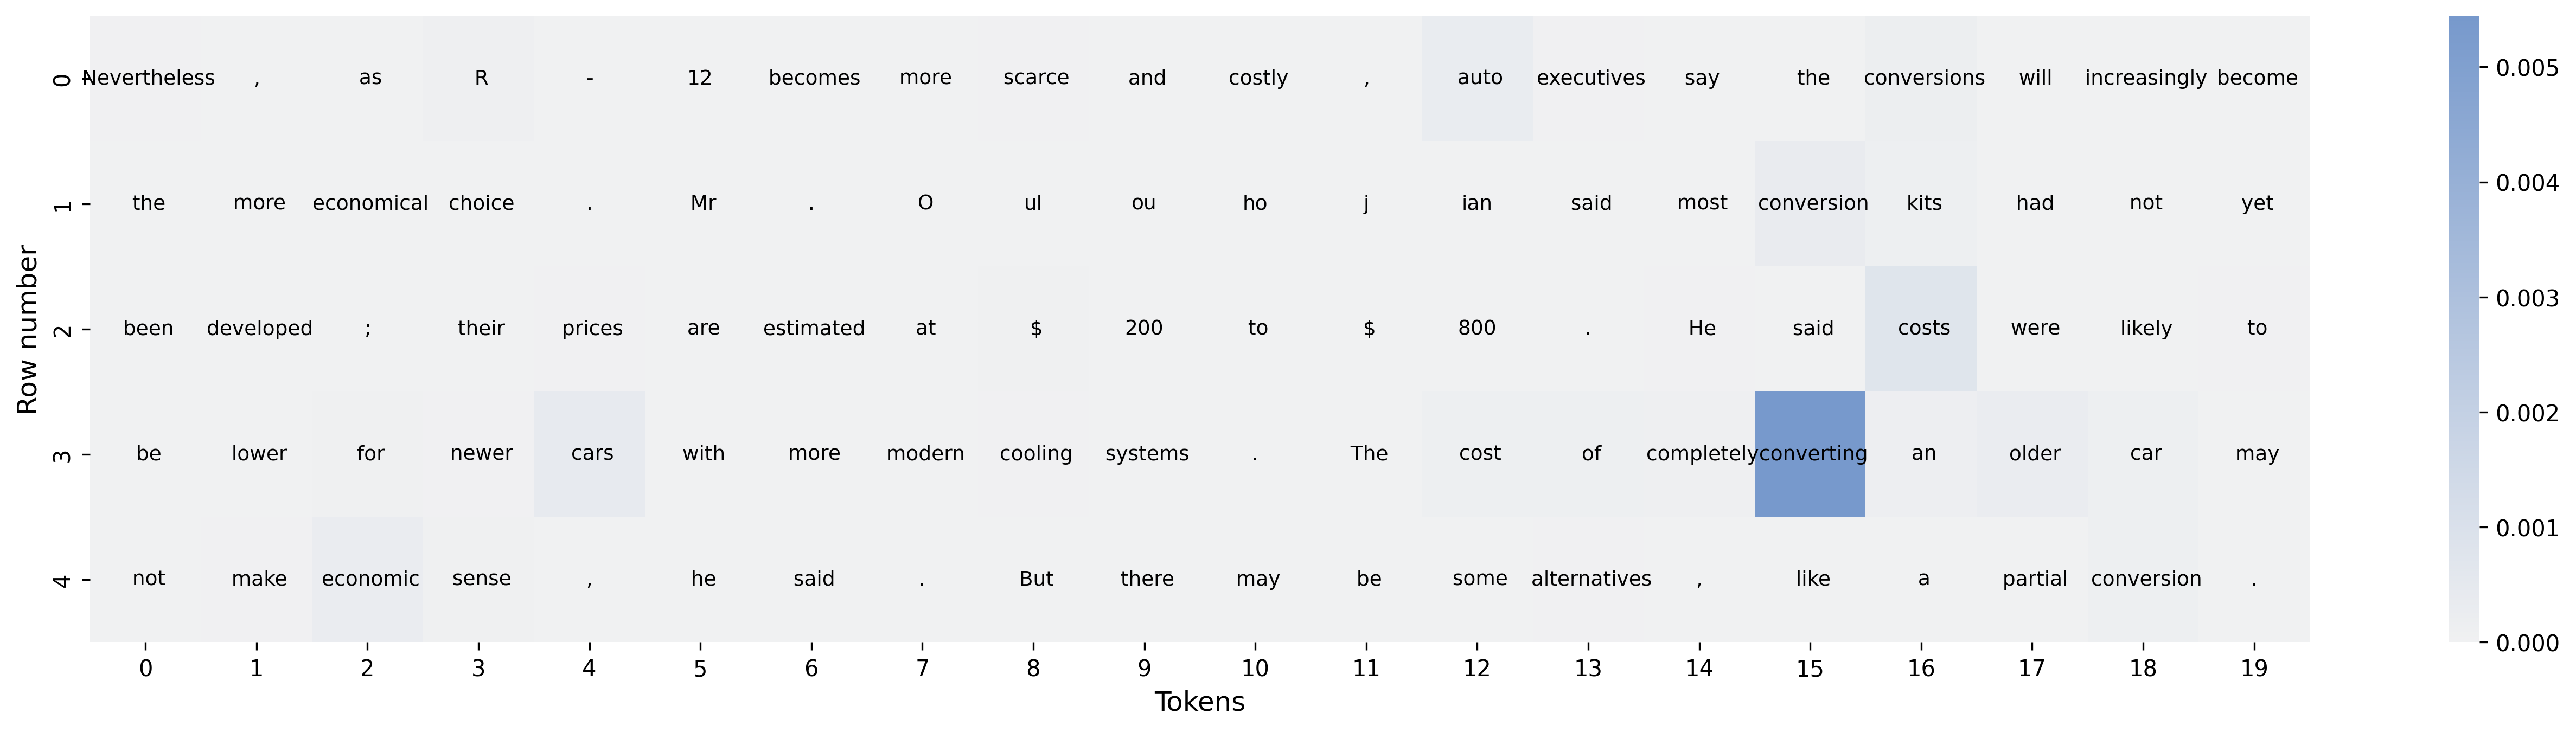 0 Nevertheless , as R - 12 becomes more scarce and costly , auto executives say the conversions will increasingly become
1 the more economical choice . Mr . O ul ou ho j ian said most conversion kits had not yet
2 been developed ; their prices are estimated at $ 200 to $ 800 . He said costs were likely to
3 be lower for newer cars with more modern cooling systems . The cost of completely converting an older car may
4 not make economic sense , he said . But there may be some alternatives , like a partial conversion .
0 1 2 3 4 5 6 7 8 9 10 11 12 13 14 15 16 17 18 19
Tokens
Row number
0.005
0.004
0.003
0.002
0.001
0.000